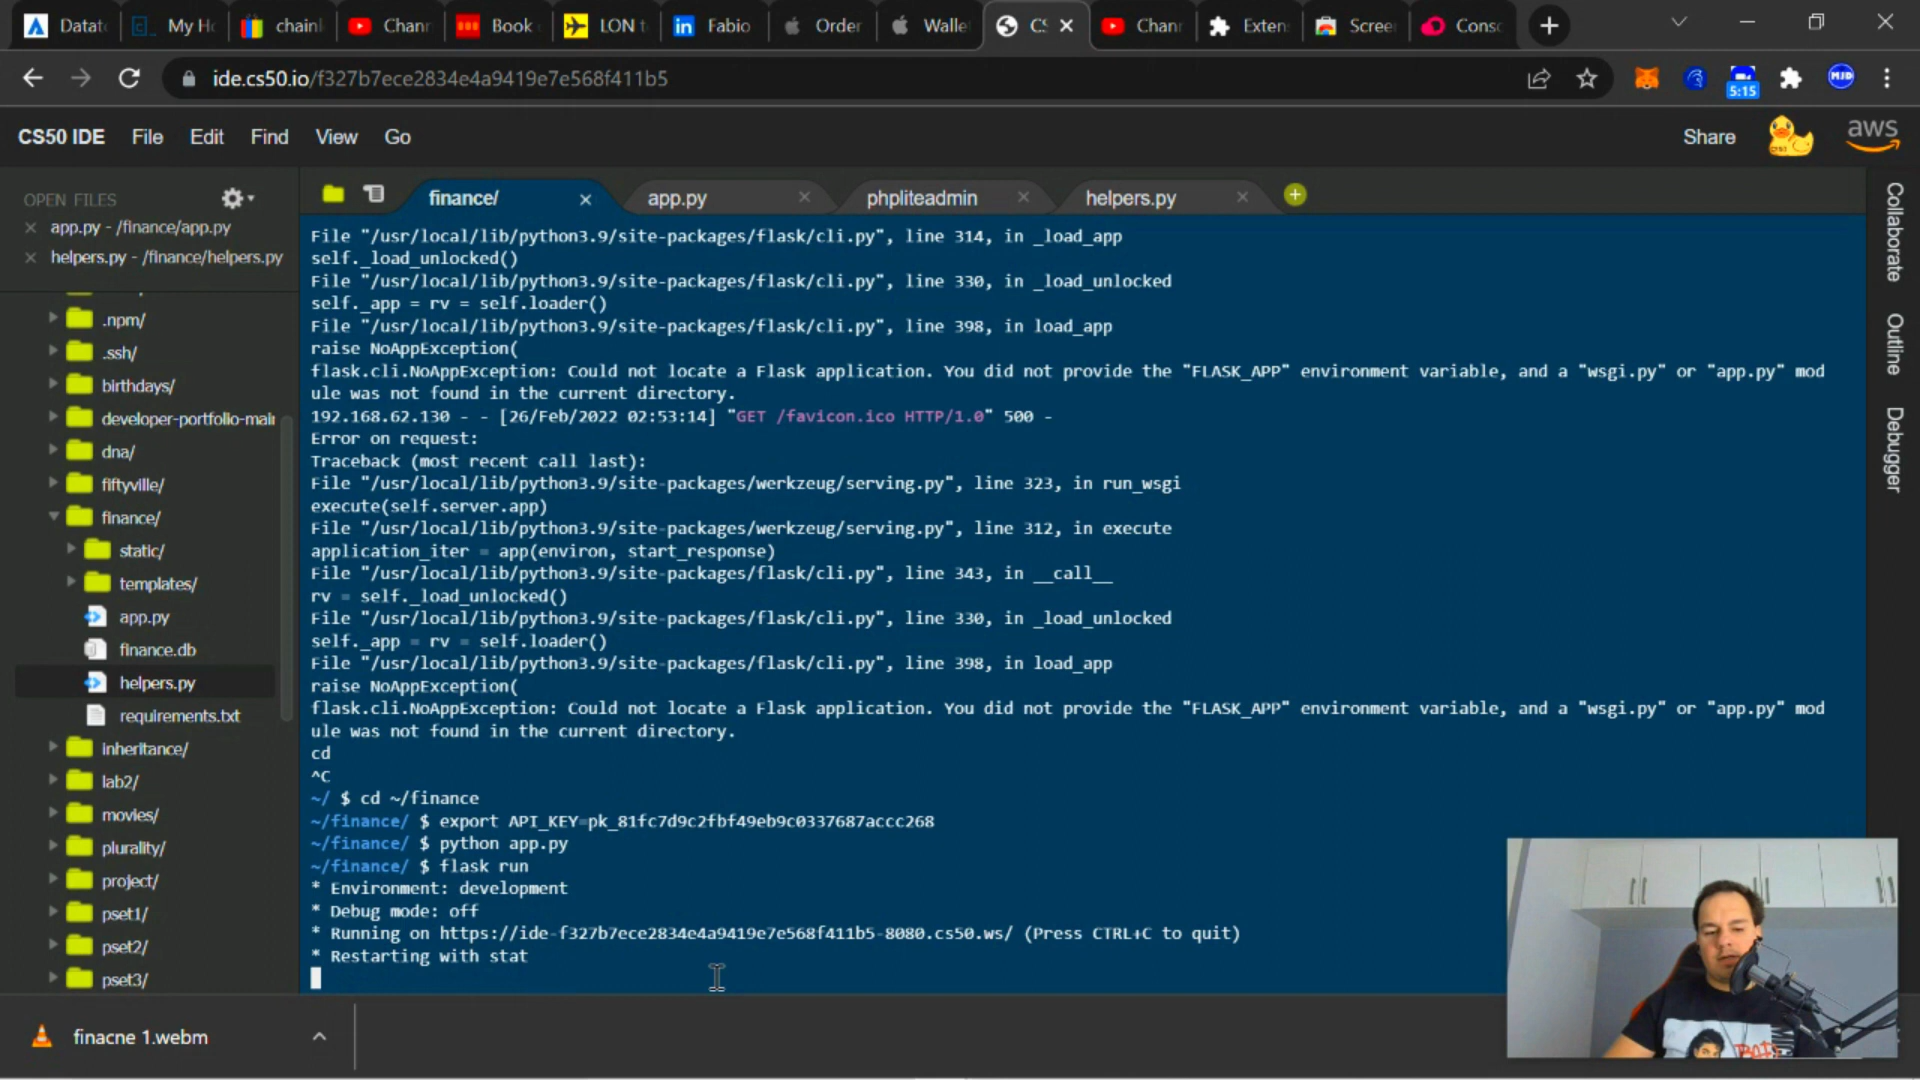 Datat
My Ho
chainl
Chann
Book
LON t
Fabio
Order
Walle
CS
Chann
Exten
Scree
Consc
ide.cs50.io/f327b7ece2834e4a9419e7e568f411b5
5:15
MJD
CS50 IDE File Edit Find View Go
Share
aws
OPEN FILES
app.py - /finance/app.py
helpers.py - /finance/helpers.py
.npm/
.ssh/
birthdays/
developer-portfolio-mair
dna/
fiftyville/
finance/
static/
templates/
app.py
finance.db
helpers.py
requirements.txt
inheritance/
lab2/
movies/
plurality/
project/
pset1/
pset2/
pset3/
finance/
app.py
phpliteadmin
helpers.py
File "/usr/local/lib/python3.9/site-packages/flask/cli.py", line 314, in _load_app
self._load_unlocked()
File "/usr/local/lib/python3.9/site-packages/flask/cli.py", line 330, in _load_unlocked
self._app = rv = self.loader()
File "/usr/local/lib/python3.9/site-packages/flask/cli.py", line 398, in load_app
raise NoAppException(
flask.cli.NoAppException: Could not locate a Flask application. You did not provide the "FLASK_APP" environment variable, and a "wsgi.py" or "app.py" mod
ule was not found in the current directory.
192.168.62.130 - - [26/Feb/2022 02:53:14] "GET /favicon.ico HTTP/1.0" 500 -
Error on request:
Traceback (most recent call last):
File "/usr/local/lib/python3.9/site-packages/werkzeug/serving.py", line 323, in run_wsgi
execute(self.server.app)
File "/usr/local/lib/python3.9/site-packages/werkzeug/serving.py", line 312, in execute
application_iter = app(environ, start_response)
File "/usr/local/lib/python3.9/site-packages/flask/cli.py", line 343, in __call__
rv = self._load_unlocked()
File "/usr/local/lib/python3.9/site-packages/flask/cli.py", line 330, in _load_unlocked
self._app = rv = self.loader()
File "/usr/local/lib/python3.9/site-packages/flask/cli.py", line 398, in load_app
raise NoAppException(
flask.cli.NoAppException: Could not locate a Flask application. You did not provide the "FLASK_APP" environment variable, and a "wsgi.py" or "app.py" mod
ule was not found in the current directory.
cd
^C
~/ $ cd ~/finance
~/finance/ $ export API_KEY=pk_81fc7d9c2fbf49eb9c0337687accc268
~/finance/ $ python app.py
~/finance/ $ flask run
* Environment: development
* Debug mode: off
* Running on https://ide-f327b7ece2834e4a9419e7e568f411b5-8080.cs50.ws/ (Press CTRL+C to quit)
* Restarting with stat
Collaborate
Outline
Debugger
finacne 1.webm